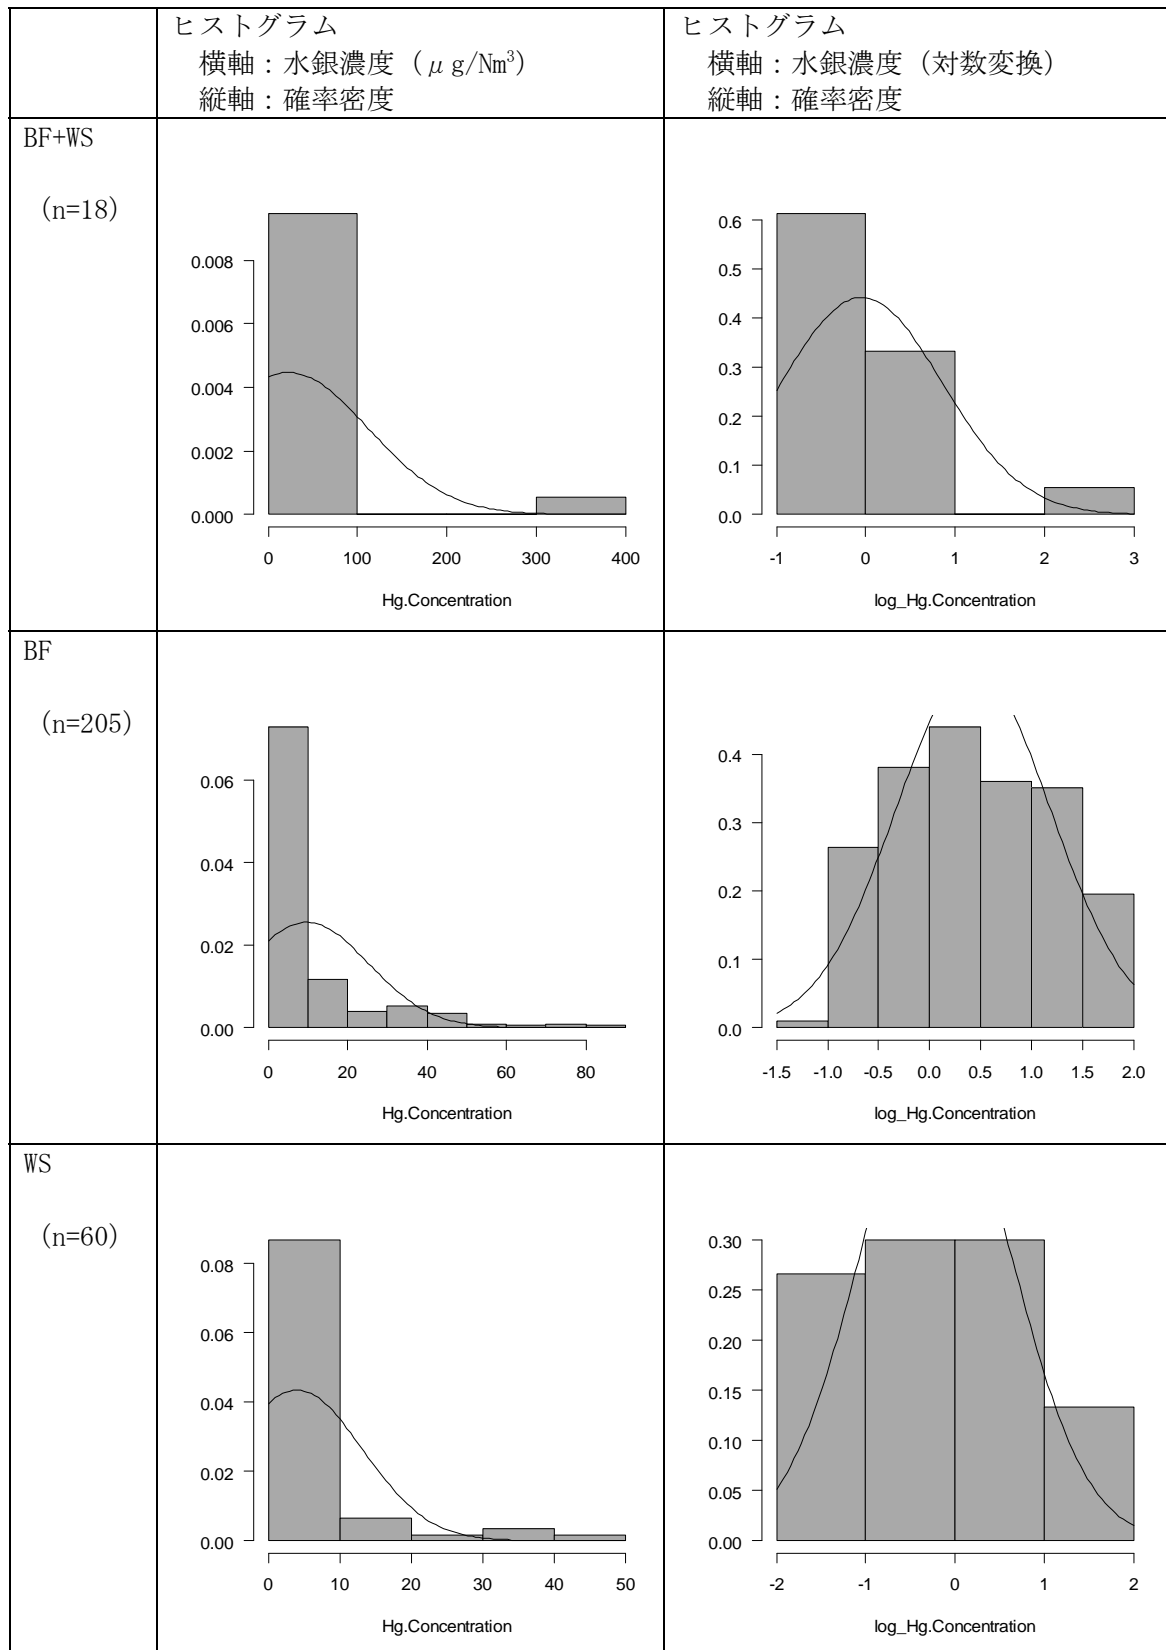 ヒストグラム
横軸：水銀濃度（μg/Nm³）
縦軸：確率密度
ヒストグラム
横軸：水銀濃度（対数変換）
縦軸：確率密度
BF+WS
(n=18)
0.008
0.006
0.004
0.002
0.000
0 100 200 300 400
Hg.Concentration
0.6
0.5
0.4
0.3
0.2
0.1
0.0
-1 0 1 2 3
log_Hg.Concentration
BF
(n=205)
0.06
0.04
0.02
0.00
0 20 40 60 80
Hg.Concentration
0.4
0.3
0.2
0.1
0.0
-1.5 -1.0 -0.5 0.0 0.5 1.0 1.5 2.0
log_Hg.Concentration
WS
(n=60)
0.08
0.06
0.04
0.02
0.00
0 10 20 30 40 50
Hg.Concentration
0.30
0.25
0.20
0.15
0.10
0.05
0.00
-2 -1 0 1 2
log_Hg.Concentration